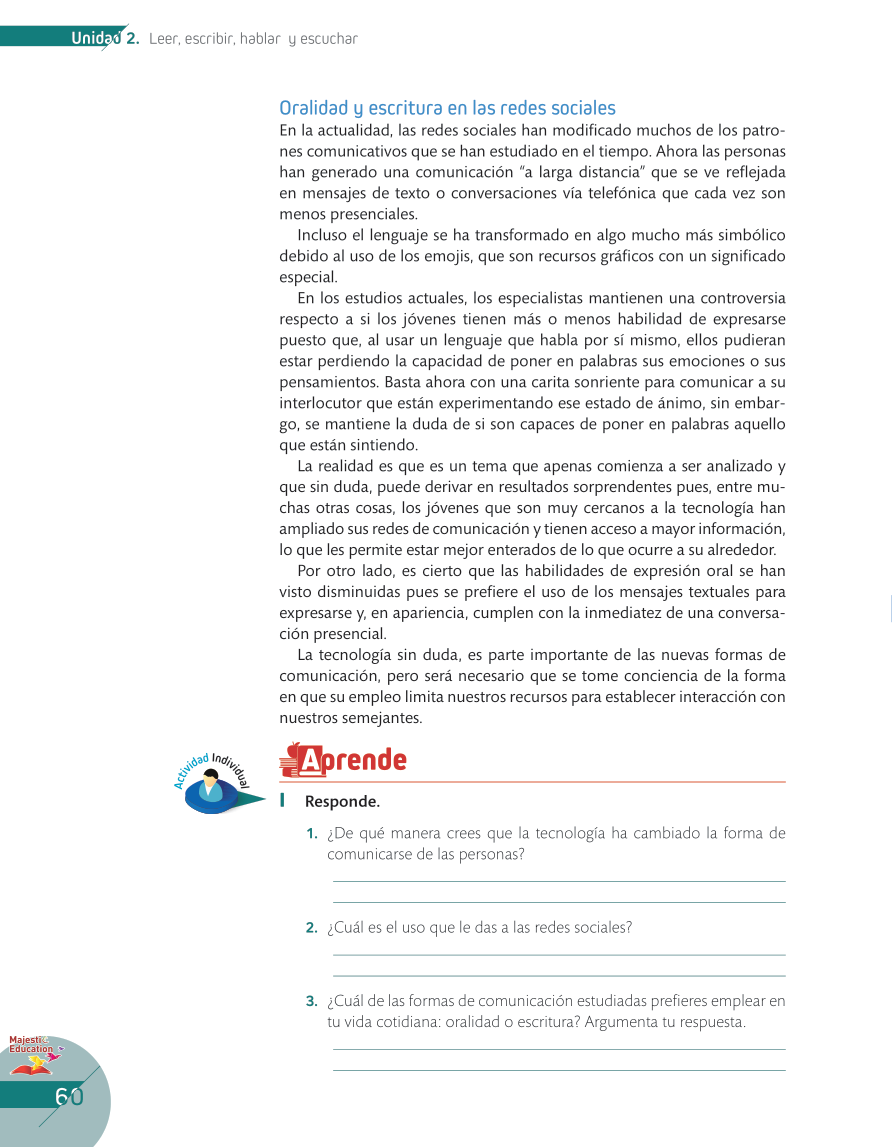 Unidad 2. Leer, escribir, hablar y escuchar
Oralidad y escritura en las redes sociales
En la actualidad, las redes sociales han modificado muchos de los patro-
nes comunicativos que se han estudiado en el tiempo. Ahora las personas
han generado una comunicación “a larga distancia” que se ve reflejada
en mensajes de texto o conversaciones vía telefónica que cada vez son
menos presenciales.
Incluso el lenguaje se ha transformado en algo mucho más simbólico
debido al uso de los emojis, que son recursos gráficos con un significado
especial.
En los estudios actuales, los especialistas mantienen una controversia
respecto a si los jóvenes tienen más o menos habilidad de expresarse
puesto que, al usar un lenguaje que habla por sí mismo, ellos pudieran
estar perdiendo la capacidad de poner en palabras sus emociones o sus
pensamientos. Basta ahora con una carita sonriente para comunicar a su
interlocutor que están experimentando ese estado de ánimo, sin embar-
go, se mantiene la duda de si son capaces de poner en palabras aquello
que están sintiendo.
La realidad es que es un tema que apenas comienza a ser analizado y
que sin duda, puede derivar en resultados sorprendentes pues, entre mu-
chas otras cosas, los jóvenes que son muy cercanos a la tecnología han
ampliado sus redes de comunicación y tienen acceso a mayor información,
lo que les permite estar mejor enterados de lo que ocurre a su alrededor.
Por otro lado, es cierto que las habilidades de expresión oral se han
visto disminuidas pues se prefiere el uso de los mensajes textuales para
expresarse y, en apariencia, cumplen con la inmediatez de una conversa-
ción presencial.
La tecnología sin duda, es parte importante de las nuevas formas de
comunicación, pero será necesario que se tome conciencia de la forma
en que su empleo limita nuestros recursos para establecer interacción con
nuestros semejantes.
Actividad Individual
Aprende
I Responde.
1. ¿De qué manera crees que la tecnología ha cambiado la forma de
comunicarse de las personas?
2. ¿Cuál es el uso que le das a las redes sociales?
3. ¿Cuál de las formas de comunicación estudiadas prefieres emplear en
tu vida cotidiana: oralidad o escritura? Argumenta tu respuesta.
Majestic
Education
60